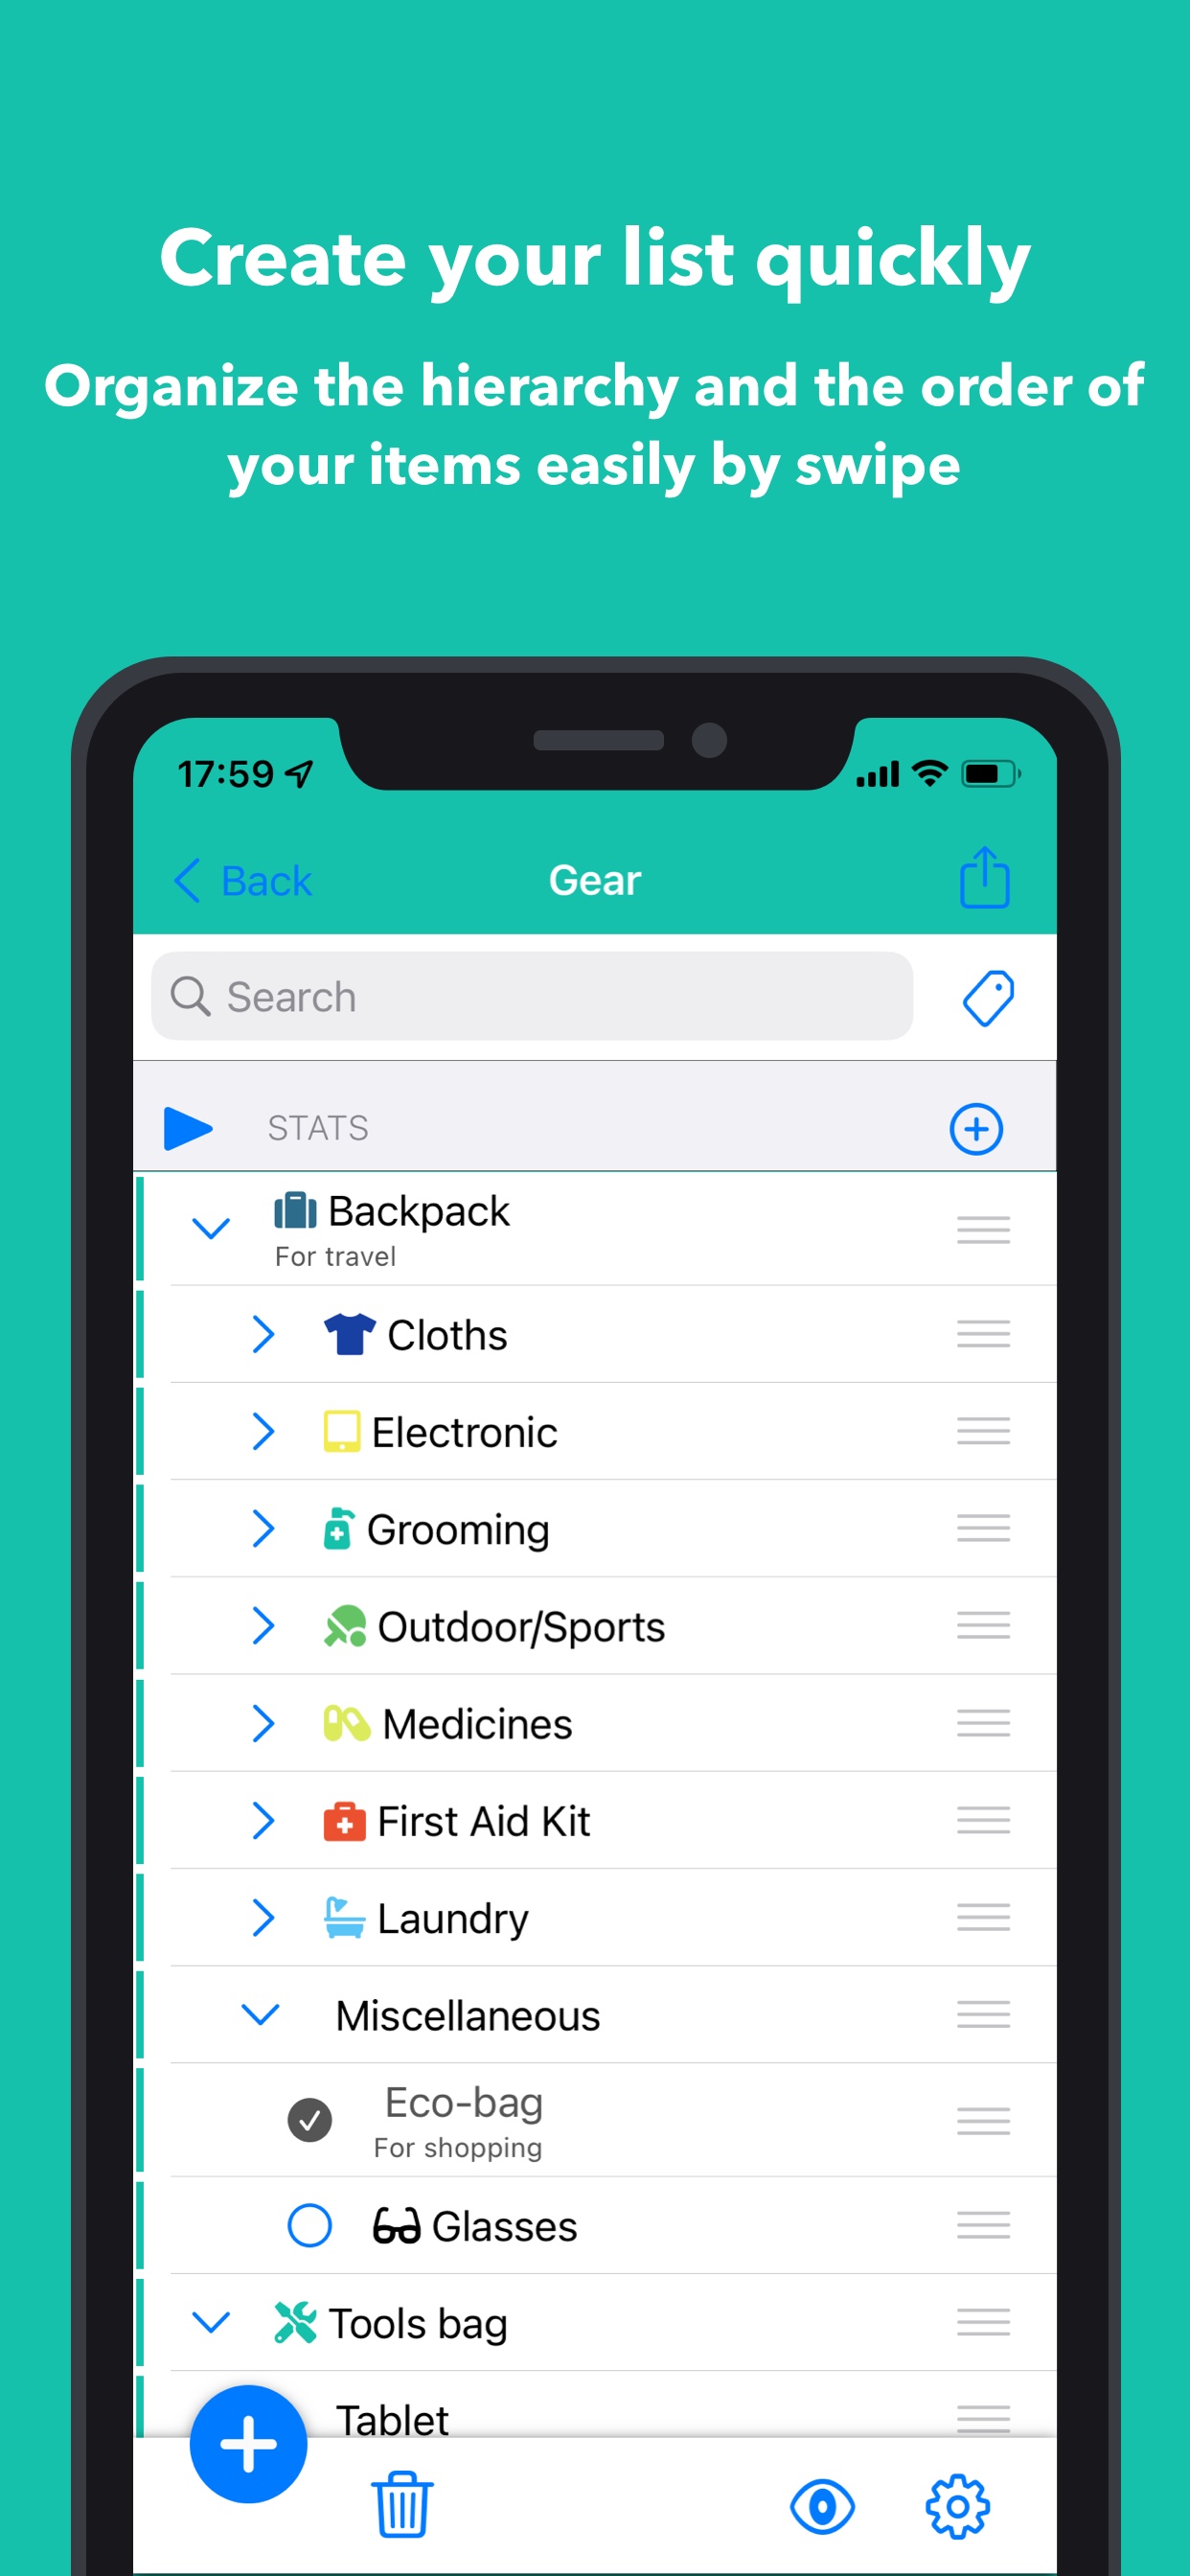 Create your list quickly
Organize the hierarchy and the order of
your items easily by swipe
17:59
Back
Gear
Search
STATS
Backpack
For travel
Cloths
Electronic
Grooming
Outdoor/Sports
Medicines
First Aid Kit
Laundry
Miscellaneous
Eco-bag
For shopping
Glasses
Tools bag
Tablet